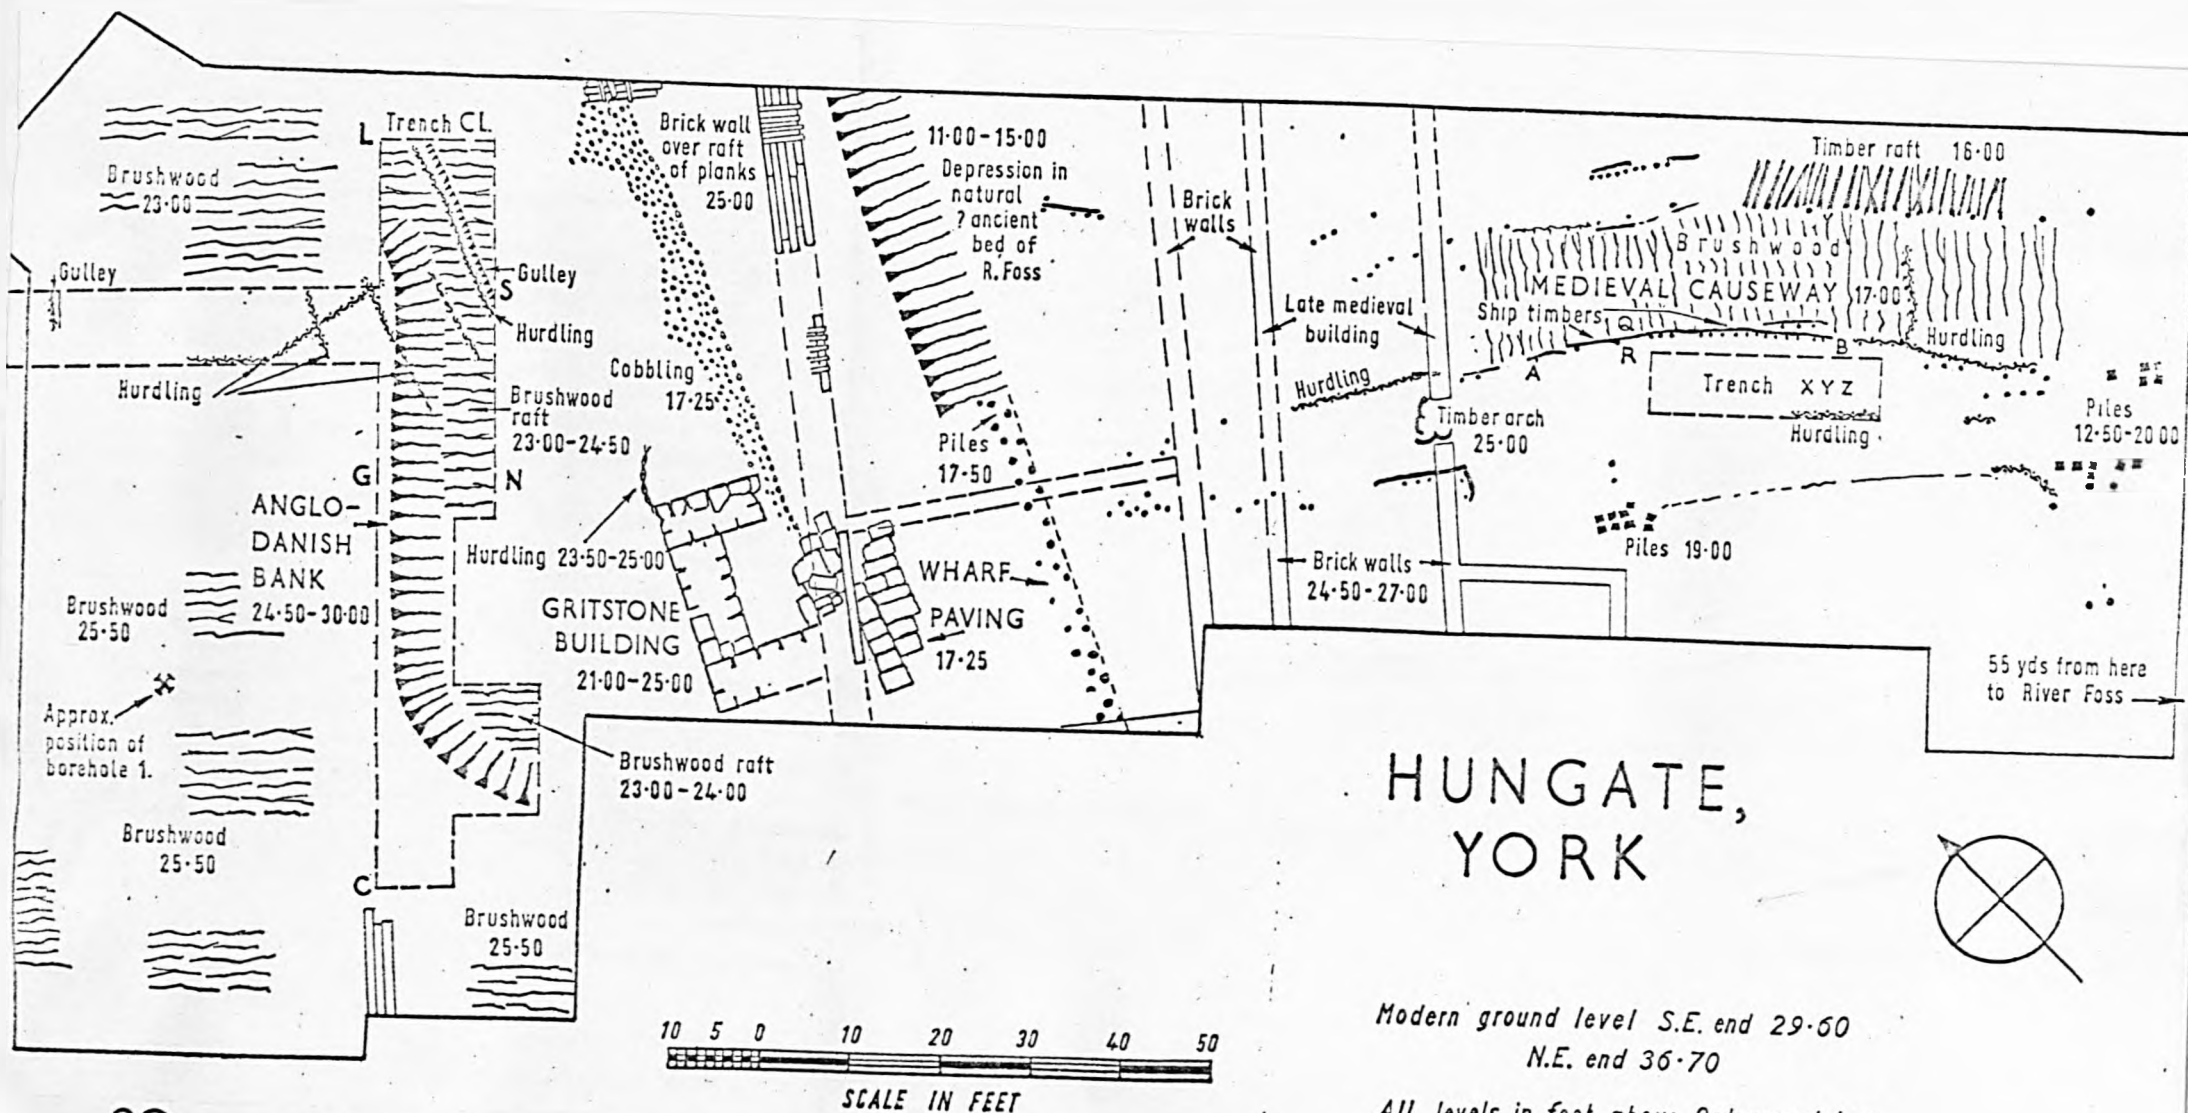 Trench CL
L
Brushwood
23·00
Gulley
Hurdling
G
ANGLO-
DANISH
BANK
24·50-30·00
Brushwood
25·50
Approx.
position of
borehole 1.
Brushwood
25·50
C
Brushwood
25·50
S
Gulley
Hurdling
Brushwood
raft
23·00-24·50
N
Hurdling 23·50-25·00
GRITSTONE
BUILDING
21·00-25·00
Brushwood raft
23·00-24·00
Cobbling
17·25
Brick wall
over raft
of planks
25·00
11·00-15·00
Depression in
natural
? ancient
bed of
R. Foss
Piles
17·50
WHARF
PAVING
17·25
Brick
walls
Late medieval
building
Hurdling
Timber arch
25·00
Brick walls
24·50-27·00
Timber raft 16·00
Brushwood
MEDIEVAL CAUSEWAY 17·00
Ship timbers
Q
A
R
B
Hurdling
Trench XYZ
Hurdling
Piles
12·50-20 00
Piles 19·00
55 yds from here
to River Foss
HUNGATE,
YORK
10 5 0 10 20 30 40 50
SCALE IN FEET
Modern ground level S.E. end 29·60
N.E. end 36·70
All levels in feet above